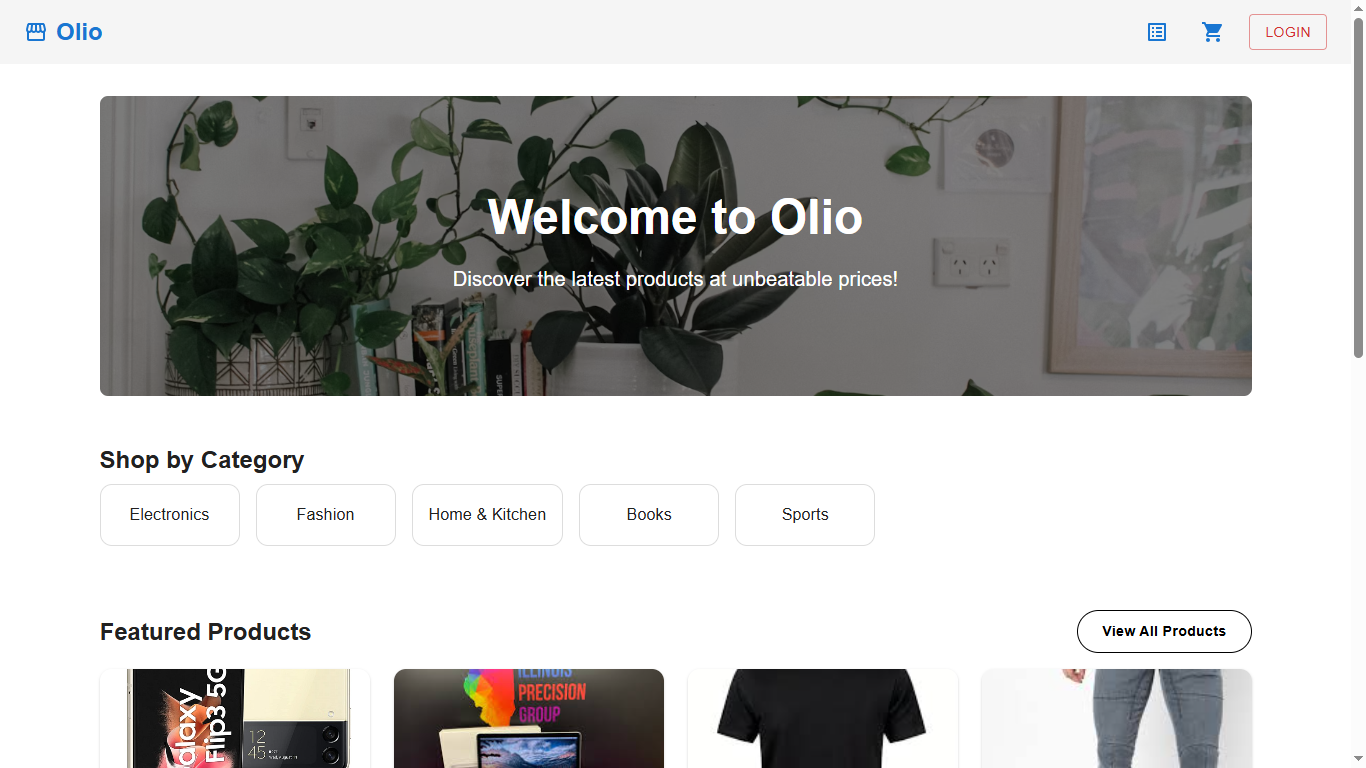 Olio
LOGIN
Welcome to Olio
Discover the latest products at unbeatable prices!
Shop by Category
Electronics
Fashion
Home & Kitchen
Books
Sports
Featured Products
View All Products
Galaxy
Flip3 5G
12
45
ILLINOIS
PRECISION
GROUP